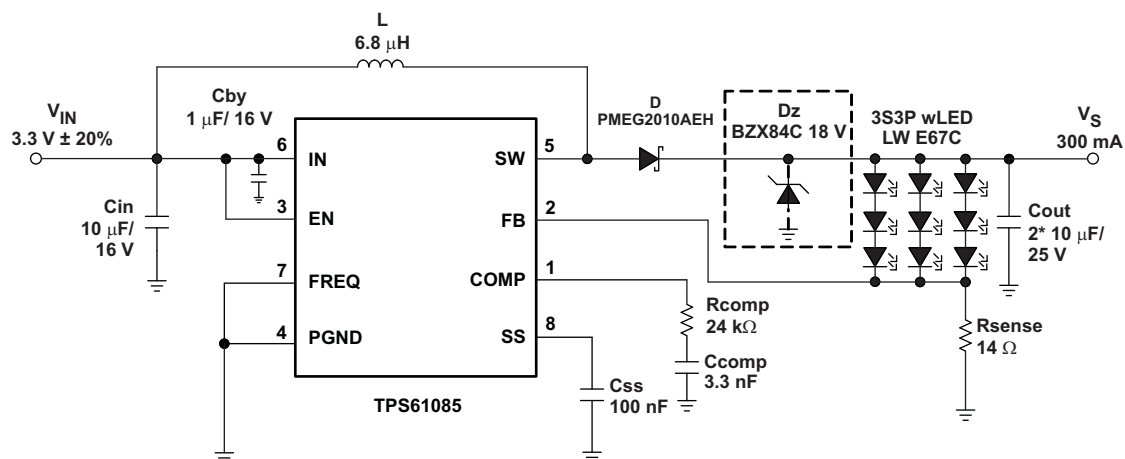 L
6.8 μH
VIN
3.3 V ± 20%
Cby
1 μF/ 16 V
D
PMEG2010AEH
Dz
BZX84C 18 V
3S3P wLED
LW E67C
VS
300 mA
6
IN
SW
5
Cin
10 μF/
16 V
3
EN
FB
2
Cout
2* 10 μF/
25 V
7
FREQ
COMP
1
Rcomp
24 kΩ
4
PGND
SS
8
Rsense
14 Ω
Ccomp
3.3 nF
Css
100 nF
TPS61085